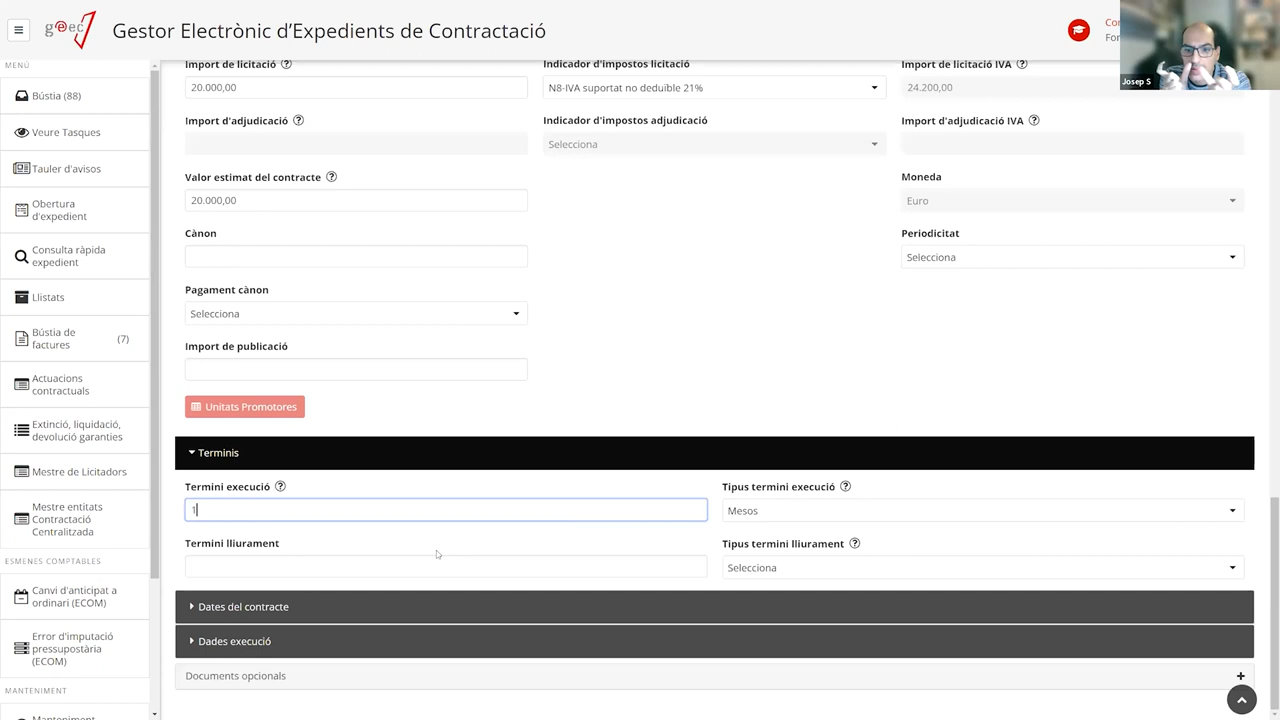 geec
Gestor Electrònic d'Expedients de Contractació
Josep S
MENÚ
Bústia (88)
Veure Tasques
Tauler d'avisos
Obertura
d'expedient
Consulta ràpida
expedient
Llistats
Bústia de
factures
(7)
Actuacions
contractuals
Extinció, liquidació,
devolució garanties
Mestre de Licitadors
Mestre entitats
Contractació
Centralitzada
ESMENES COMPTABLES
Canvi d'anticipat a
ordinari (ECOM)
Error d'imputació
pressupostària
(ECOM)
MANTENIMENT
Manteniment
Import de licitació ?
Indicador d'impostos licitació
Import de licitació IVA ?
20.000,00
N8-IVA suportat no deduïble 21%
24.200,00
Import d'adjudicació ?
Indicador d'impostos adjudicació
Import d'adjudicació IVA ?
Selecciona
Valor estimat del contracte ?
Moneda
20.000,00
Euro
Cànon
Periodicitat
Selecciona
Pagament cànon
Selecciona
Import de publicació
Unitats Promotores
Terminis
Termini execució ?
Tipus termini execució ?
1
Mesos
Termini lliurament
Tipus termini lliurament ?
Selecciona
Dates del contracte
Dades execució
Documents opcionals